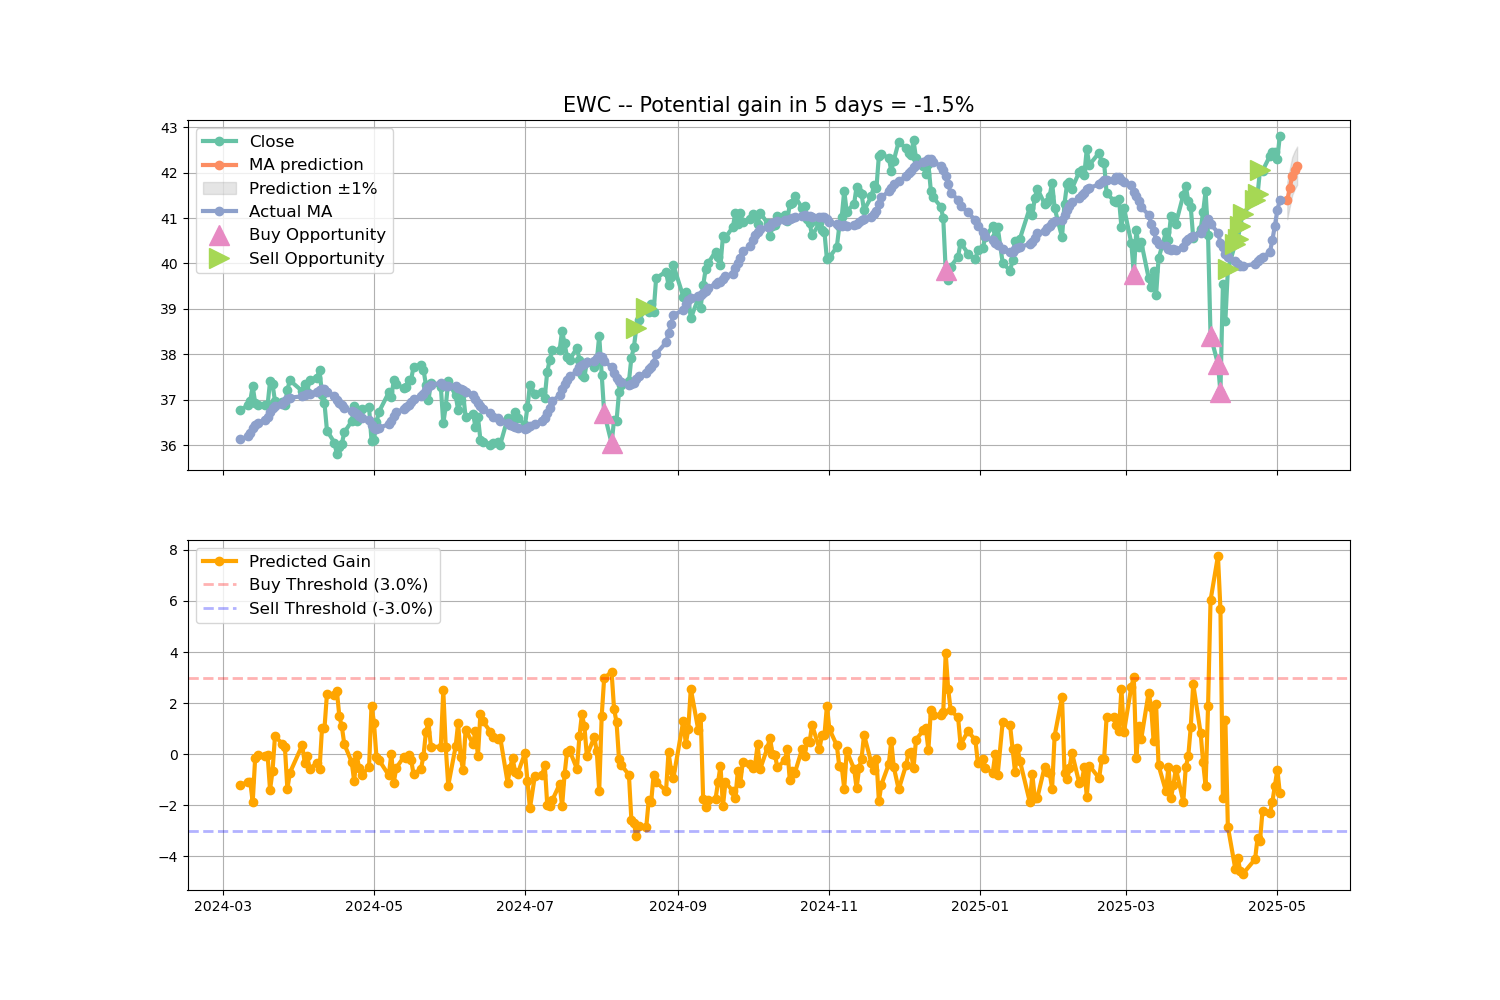 EWC -- Potential gain in 5 days = -1.5%
43
42
41
40
39
38
37
36
Close
MA prediction
Prediction ±1%
Actual MA
Buy Opportunity
Sell Opportunity
8
6
4
2
0
−2
−4
Predicted Gain
Buy Threshold (3.0%)
Sell Threshold (-3.0%)
2024-03 2024-05 2024-07 2024-09 2024-11 2025-01 2025-03 2025-05